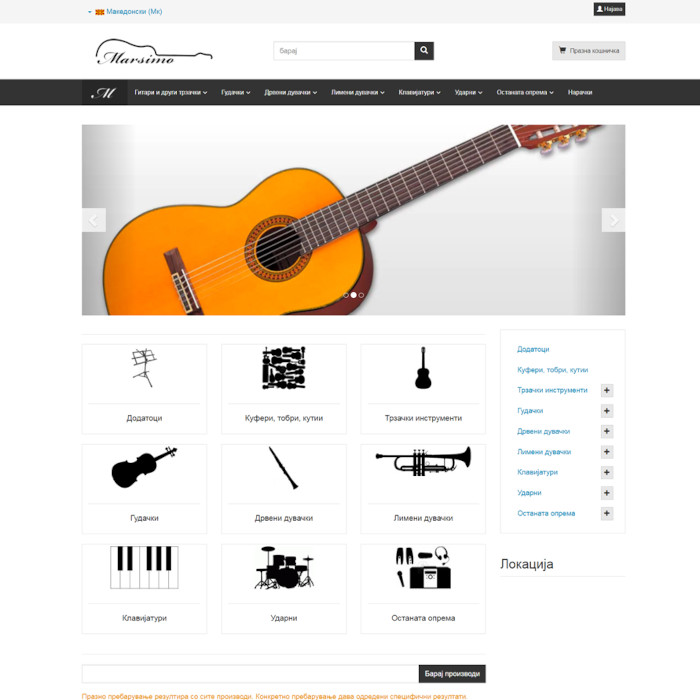 Македонски (Мк)
Најава
Marsimo
барај
Празна кошничка
M
Гитари и други трзачки
Гудачки
Дрвени дувачки
Лимени дувачки
Клавијатури
Ударни
Останата опрема
Нарачки
Додатоци
Куфери, тобри, кутии
Трзачки инструменти
Гудачки
Дрвени дувачки
Лимени дувачки
Клавијатури
Ударни
Останата опрема
Додатоци
Куфери, тобри, кутии
Трзачки инструменти
Гудачки
Дрвени дувачки
Лимени дувачки
Клавијатури
Ударни
Останата опрема
Локација
Барај производи
Празно пребарување резултира со сите производи. Конкретно пребарување дава одредени специфични резултати.